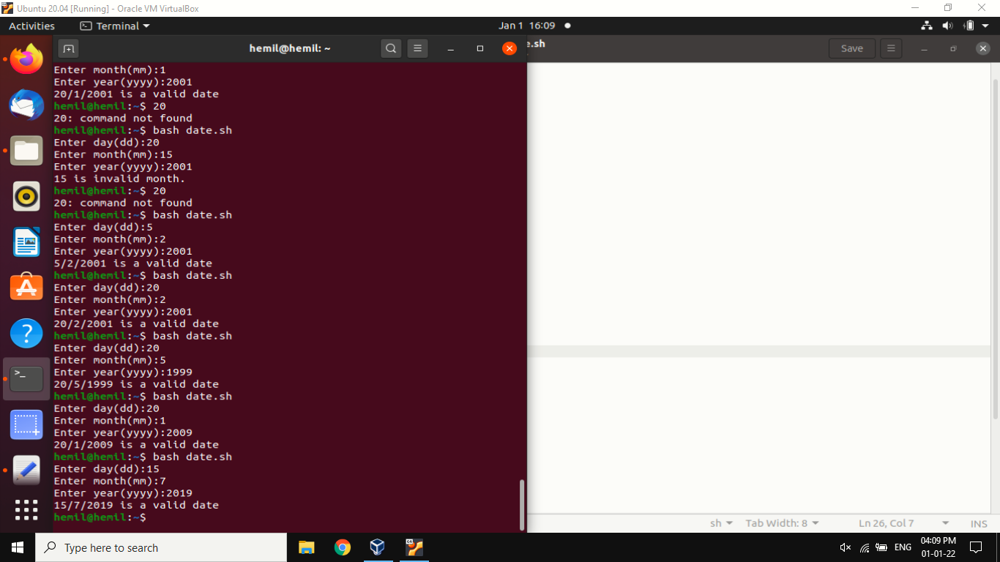 Ubuntu 20.04 [Running] - Oracle VM VirtualBox
Activities
Terminal
Jan 1 16:09
hemil@hemil: ~
e.sh
Save
Enter month(mm):1
Enter year(yyyy):2001
20/1/2001 is a valid date
hemil@hemil:~$ 20
20: command not found
hemil@hemil:~$ bash date.sh
Enter day(dd):20
Enter month(mm):15
Enter year(yyyy):2001
15 is invalid month.
hemil@hemil:~$ 20
20: command not found
hemil@hemil:~$ bash date.sh
Enter day(dd):5
Enter month(mm):2
Enter year(yyyy):2001
5/2/2001 is a valid date
hemil@hemil:~$ bash date.sh
Enter day(dd):20
Enter month(mm):2
Enter year(yyyy):2001
20/2/2001 is a valid date
hemil@hemil:~$ bash date.sh
Enter day(dd):20
Enter month(mm):5
Enter year(yyyy):1999
20/5/1999 is a valid date
hemil@hemil:~$ bash date.sh
Enter day(dd):20
Enter month(mm):1
Enter year(yyyy):2009
20/1/2009 is a valid date
hemil@hemil:~$ bash date.sh
Enter day(dd):15
Enter month(mm):7
Enter year(yyyy):2019
15/7/2019 is a valid date
hemil@hemil:~$
sh
Tab Width: 8
Ln 26, Col 7
INS
Type here to search
ENG
04:09 PM
01-01-22